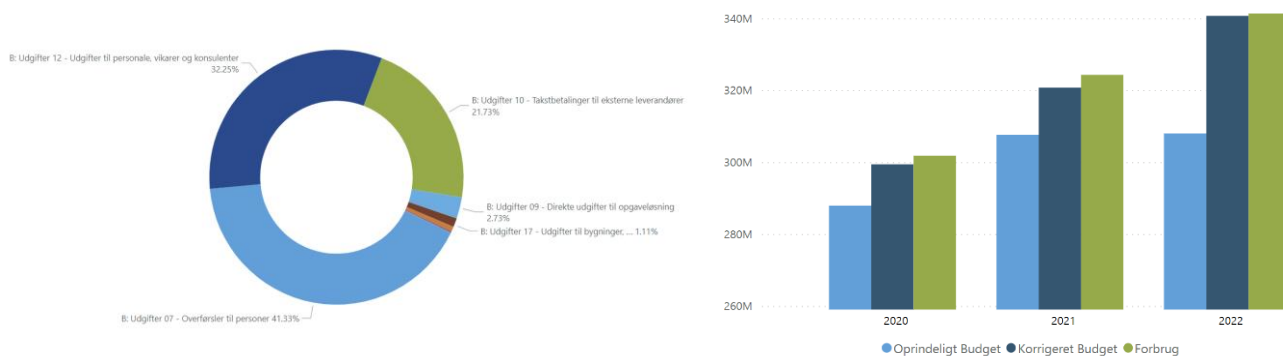 B: Udgifter 12 - Udgifter til personale, vikarer og konsulenter
32.25%
B: Udgifter 10 - Takstbetalinger til eksterne leverandører
21.73%
B: Udgifter 09 - Direkte udgifter til opgaveløsning
2.73%
B: Udgifter 17 - Udgifter til bygninger, ... 1.11%
B: Udgifter 07 - Overførsler til personer 41.33%
340M
320M
300M
280M
260M
2020 2021 2022
Oprindeligt Budget Korrigeret Budget Forbrug